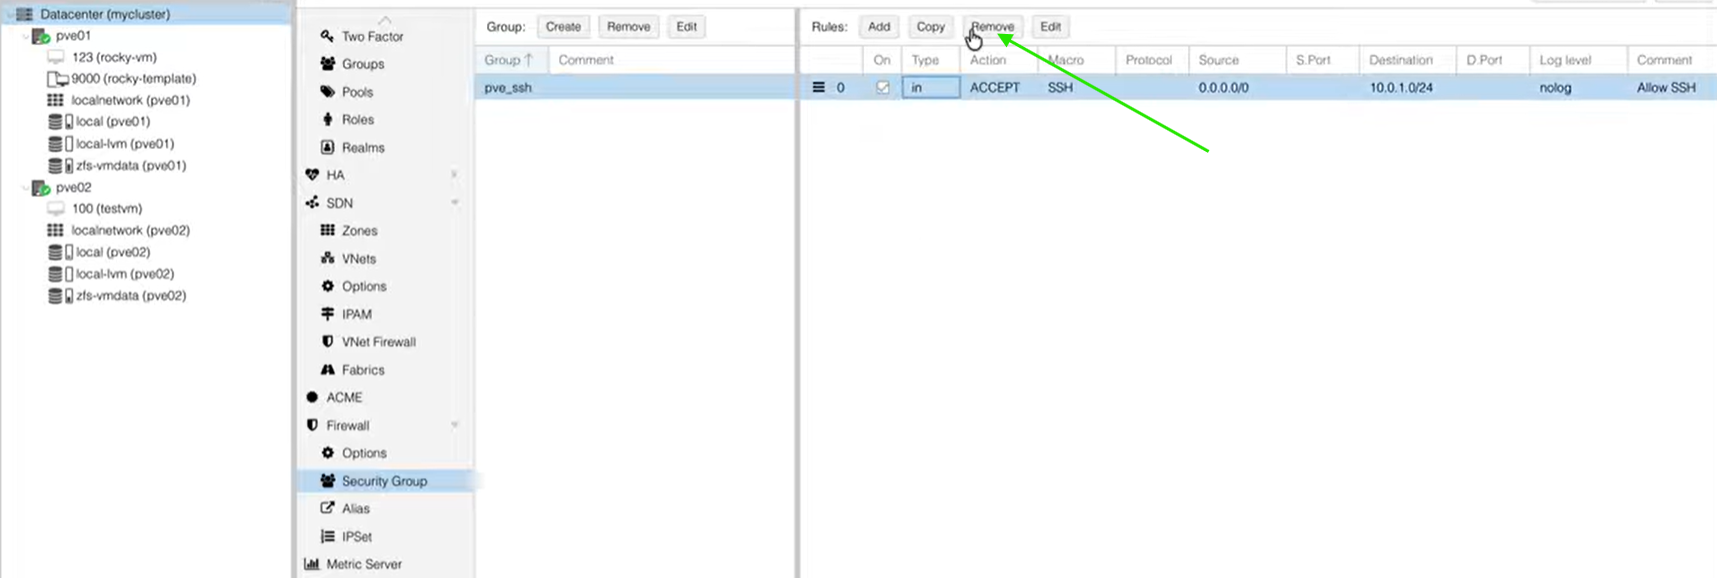 Datacenter (mycluster)
pve01
123 (rocky-vm)
9000 (rocky-template)
localnetwork (pve01)
local (pve01)
local-lvm (pve01)
zfs-vmdata (pve01)
pve02
100 (testvm)
localnetwork (pve02)
local (pve02)
local-lvm (pve02)
zfs-vmdata (pve02)
Two Factor
Groups
Pools
Roles
Realms
HA
SDN
Zones
VNets
Options
IPAM
VNet Firewall
Fabrics
ACME
Firewall
Options
Security Group
Alias
IPSet
Metric Server
Group: Create Remove Edit
Group Comment
pve_ssh
Rules: Add Copy Remove Edit
On Type Action Macro Protocol Source S.Port Destination D.Port Log level Comment
0 in ACCEPT SSH 0.0.0.0/0 10.0.1.0/24 nolog Allow SSH